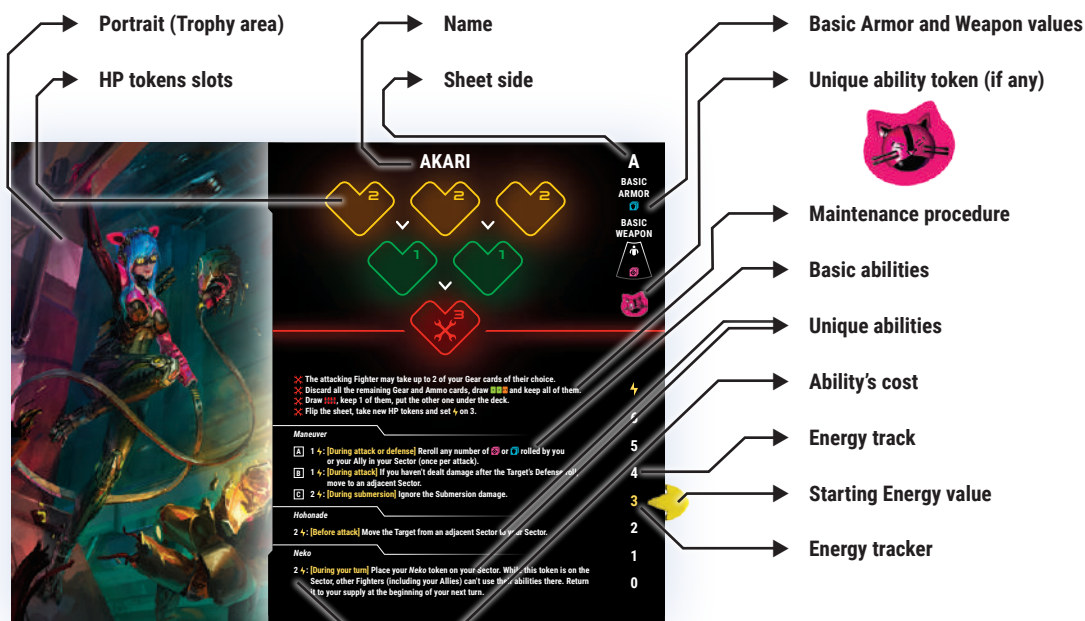 Portrait (Trophy area)
Name
Basic Armor and Weapon values
HP tokens slots
Sheet side
Unique ability token (if any)
Maintenance procedure
Basic abilities
Unique abilities
Ability's cost
Energy track
Starting Energy value
Energy tracker
AKARI
A
BASIC
ARMOR
BASIC
WEAPON
2
2
2
1
1
3
The attacking Fighter may take up to 2 of your Gear cards of their choice.
Discard all the remaining Gear and Ammo cards, draw and keep all of them.
Draw , keep 1 of them, put the other one under the deck.
Flip the sheet, take new HP tokens and set on 3.
Maneuver
A 1 : [During attack or defense] Reroll any number of or rolled by you
or your Ally in your Sector (once per attack).
B 1 : [During attack] If you haven't dealt damage after the Target's Defense roll,
move to an adjacent Sector.
C 2 : [During submersion] Ignore the Submersion damage.
Hohonade
2 : [Before attack] Move the Target from an adjacent Sector to your Sector.
Neko
2 : [During your turn] Place your Neko token on your Sector. While this token is on the
Sector, other Fighters (including your Allies) can't use their abilities there. Return
it to your supply at the beginning of your next turn.
6
5
4
3
2
1
0